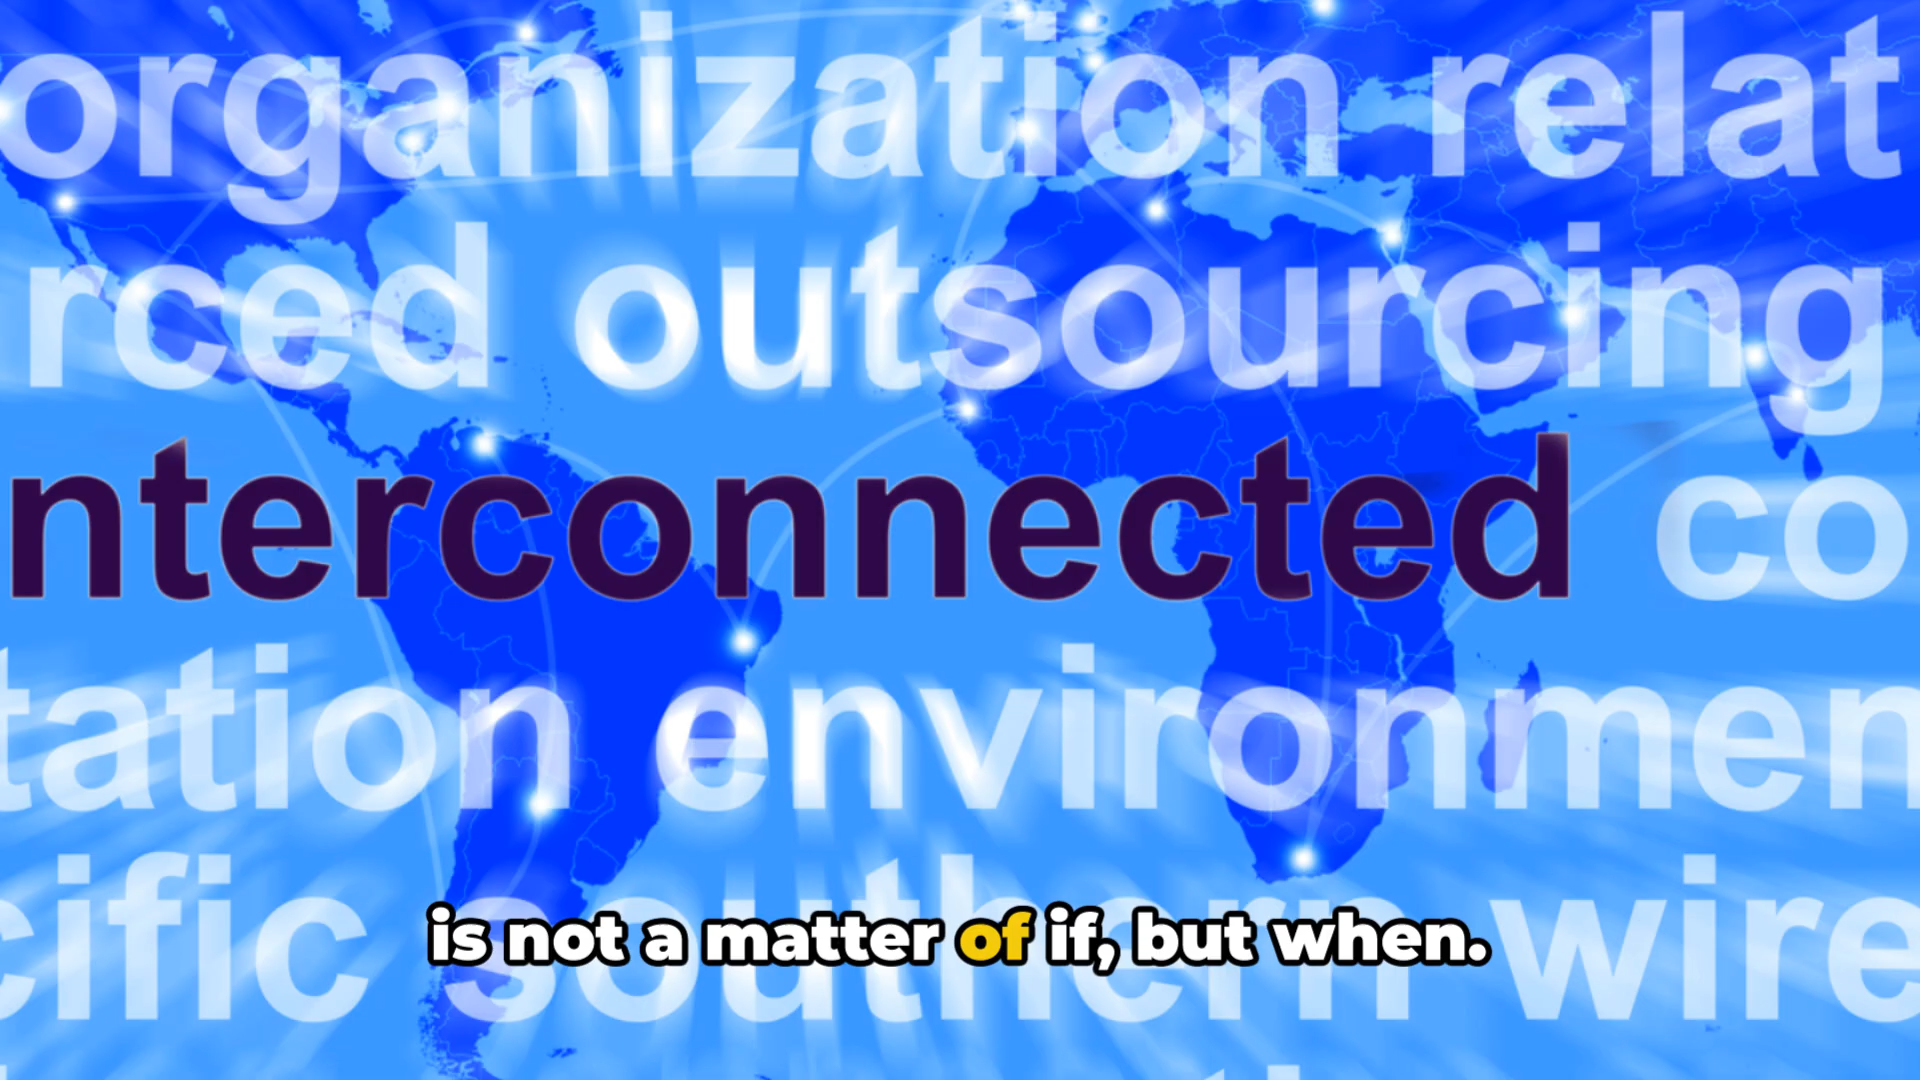 organization relat
rced outsourcing
nterconnected co
tation environmen
cific southern wire
is not a matter of if, but when.